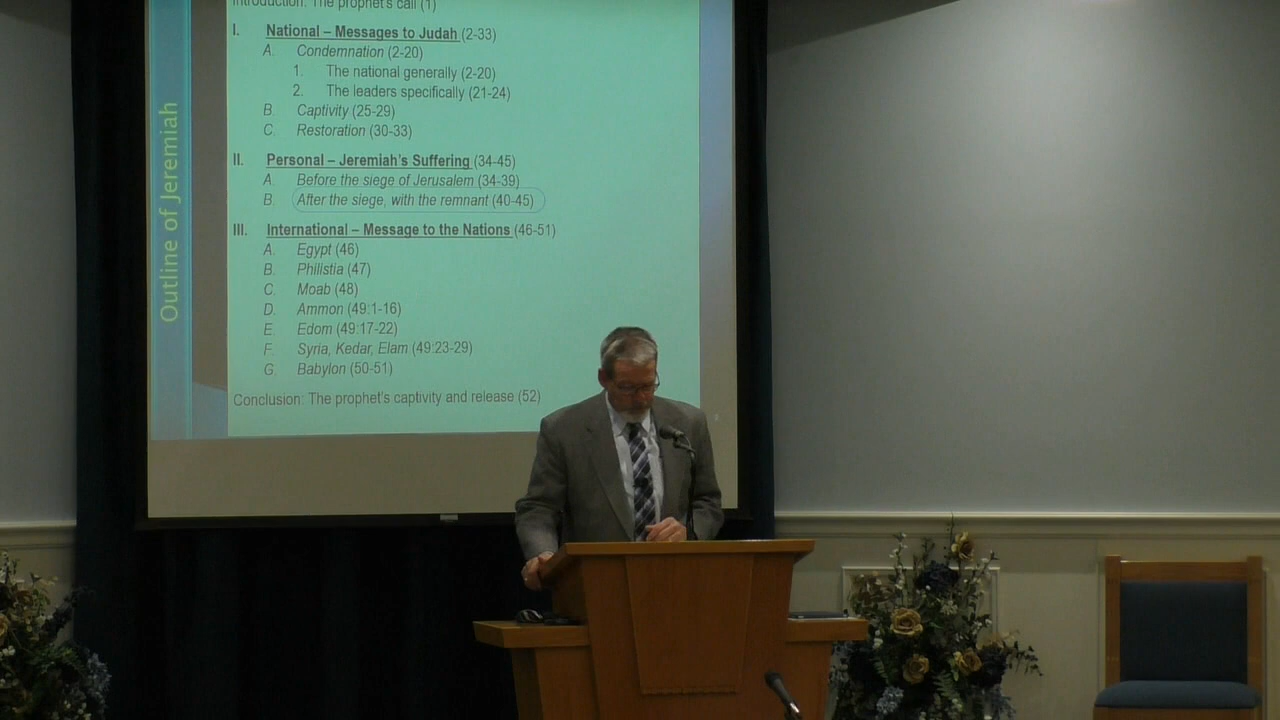 Introduction: The prophet's call (1)
I. National – Messages to Judah (2-33)
A. Condemnation (2-20)
1. The national generally (2-20)
2. The leaders specifically (21-24)
B. Captivity (25-29)
C. Restoration (30-33)
II. Personal – Jeremiah's Suffering (34-45)
A. Before the siege of Jerusalem (34-39)
B. After the siege, with the remnant (40-45)
III. International – Message to the Nations (46-51)
A. Egypt (46)
B. Philistia (47)
C. Moab (48)
D. Ammon (49:1-16)
E. Edom (49:17-22)
F. Syria, Kedar, Elam (49:23-29)
G. Babylon (50-51)
Conclusion: The prophet's captivity and release (52)
Outline of Jeremiah